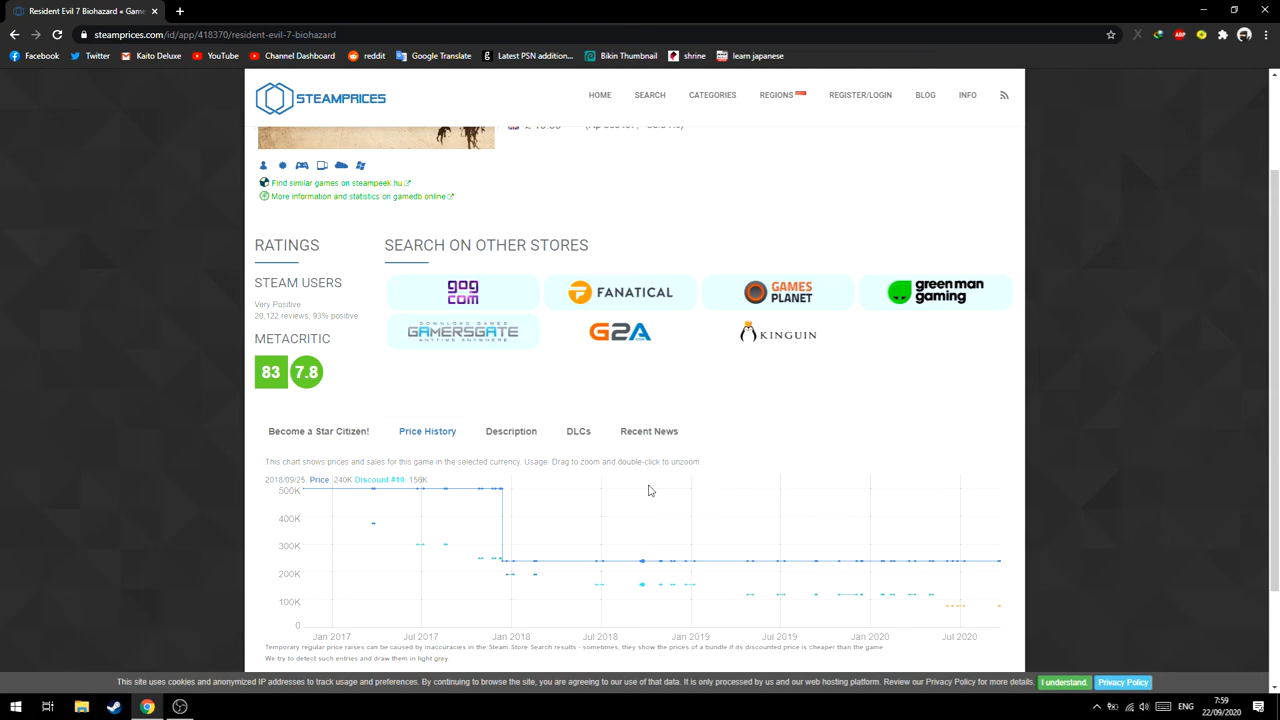 (1) Resident Evil 7
steamprices.com/id/app/418370/resident-evil-7-biohazard
Facebook Twitter Kaito Deluxe YouTube reddit Google Translate Latest PSN addition... Bikin Thumbnail shrine learn japanese
STEAMPRICES HOME SEARCH CATEGORIES REGIONS REGISTER/LOGIN BLOG INFO
Find similar games on steampeek.hu
More information and statistics on gamedb.online
RATINGS
SEARCH ON OTHER STORES
STEAM USERS
Very Positive
20,122 reviews; 93% positive
METACRITIC
83 7.8
gog com FANATICAL GAMES PLANET green man gaming
DOWNLOAD GAMES
GAMERSGATE
ANYTIME ANYWHERE
G2A.COM KINGUIN
Become a Star Citizen! Price History Description DLCs Recent News
This chart shows prices and sales for this game in the selected currency. Usage: Drag to zoom and double-click to unzoom.
2018/09/25: Price: 240K Discount #10: 156K
500K
400K
300K
200K
100K
0
Jan 2017 Jul 2017 Jan 2018 Jul 2018 Jan 2019 Jul 2019 Jan 2020 Jul 2020
Temporary regular price raises can be caused by inaccuracies in the Steam Store Search results - sometimes, they show the prices of a bundle if its discounted price is cheaper than the game
We try to detect such entries and draw them in light grey.
This site uses cookies and anonymized IP addresses to track usage and preferences. By continuing to browse the site, you are agreeing to our use of that data. It is only processed by us and our web hosting platform. Review our Privacy Policy for more details. I understand. Privacy Policy
ENG
7:59
22/09/2020